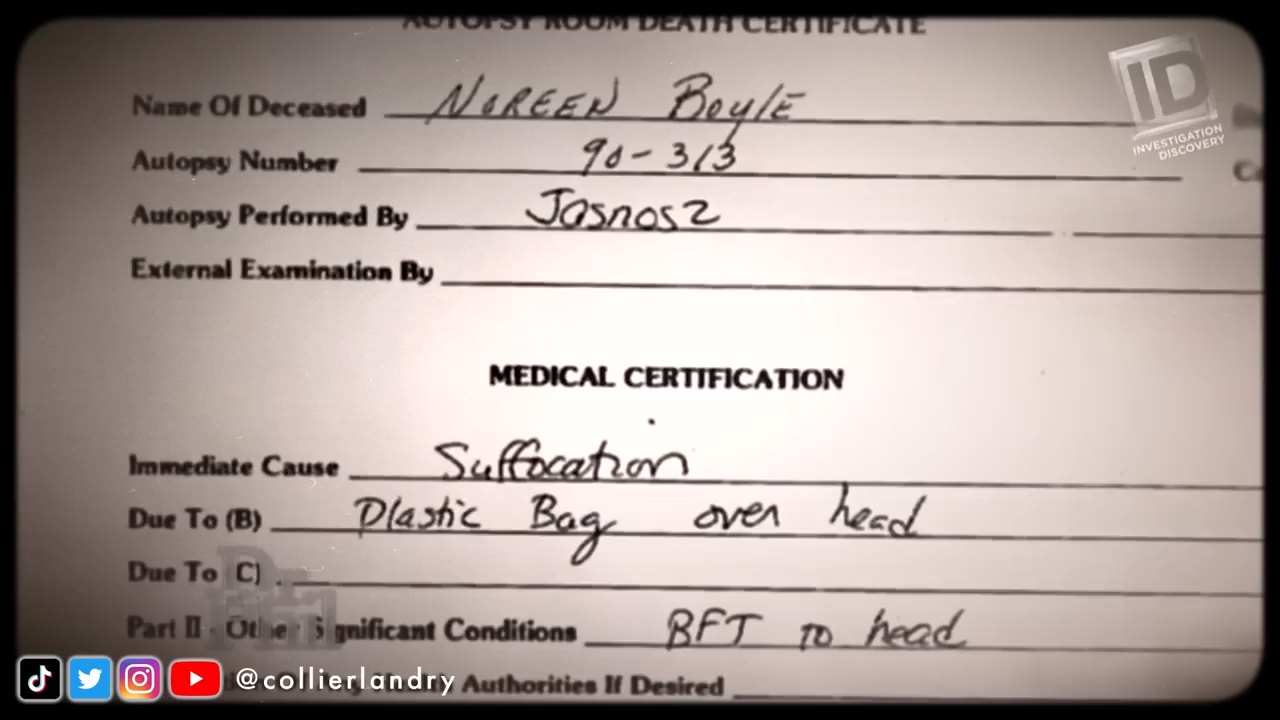 AUTOPSY ROOM DEATH CERTIFICATE
ID
INVESTIGATION
DISCOVERY
Name Of Deceased NOREEN Boyle
Autopsy Number 90-313
Autopsy Performed By Jasnosz
External Examination By
MEDICAL CERTIFICATION
Immediate Cause Suffocation
Due To (B) Plastic Bag over head
Due To C)
Part II - Other Significant Conditions BFT to head
@collierlandry Authorities If Desired